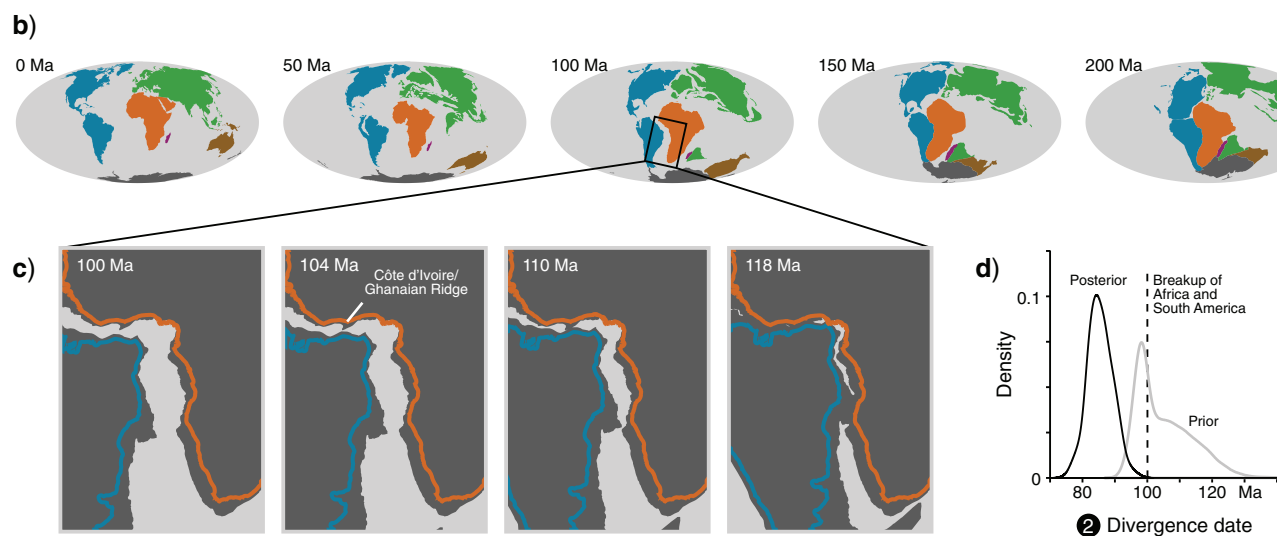 b)
0 Ma
50 Ma
100 Ma
150 Ma
200 Ma
c)
100 Ma
104 Ma
Côte d'Ivoire/
Ghanaian Ridge
110 Ma
118 Ma
d)
Density
0.1
0
Posterior
Breakup of
Africa and
South America
Prior
80
100
120
Ma
2 Divergence date